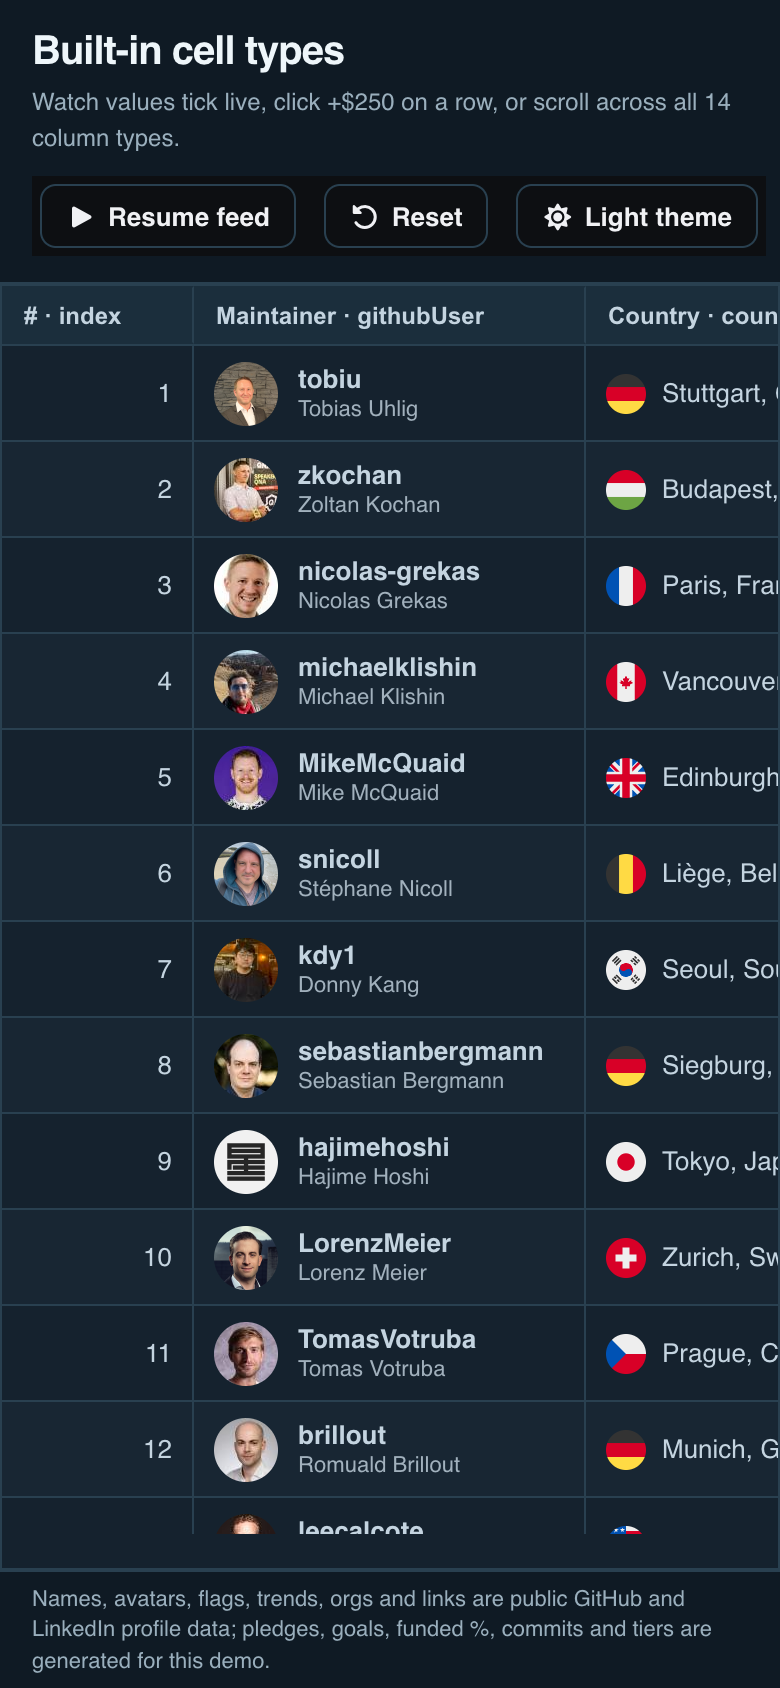 Built-in cell types
Watch values tick live, click +$250 on a row, or scroll across all 14
column types.
Resume feed Reset Light theme
# · index Maintainer · githubUser Country · coun
1 tobiu Stuttgart,
Tobias Uhlig
2 zkochan Budapest,
Zoltan Kochan
3 nicolas-grekas Paris, Fra
Nicolas Grekas
4 michaelklishin Vancouve
Michael Klishin
5 MikeMcQuaid Edinburgh
Mike McQuaid
6 snicoll Liège, Bel
Stéphane Nicoll
7 kdy1 Seoul, Sou
Donny Kang
8 sebastianbergmann Siegburg,
Sebastian Bergmann
9 hajimehoshi Tokyo, Jap
Hajime Hoshi
10 LorenzMeier Zurich, Sw
Lorenz Meier
11 TomasVotruba Prague, C
Tomas Votruba
12 brillout Munich, G
Romuald Brillout
leecalcote
Names, avatars, flags, trends, orgs and links are public GitHub and
LinkedIn profile data; pledges, goals, funded %, commits and tiers are
generated for this demo.